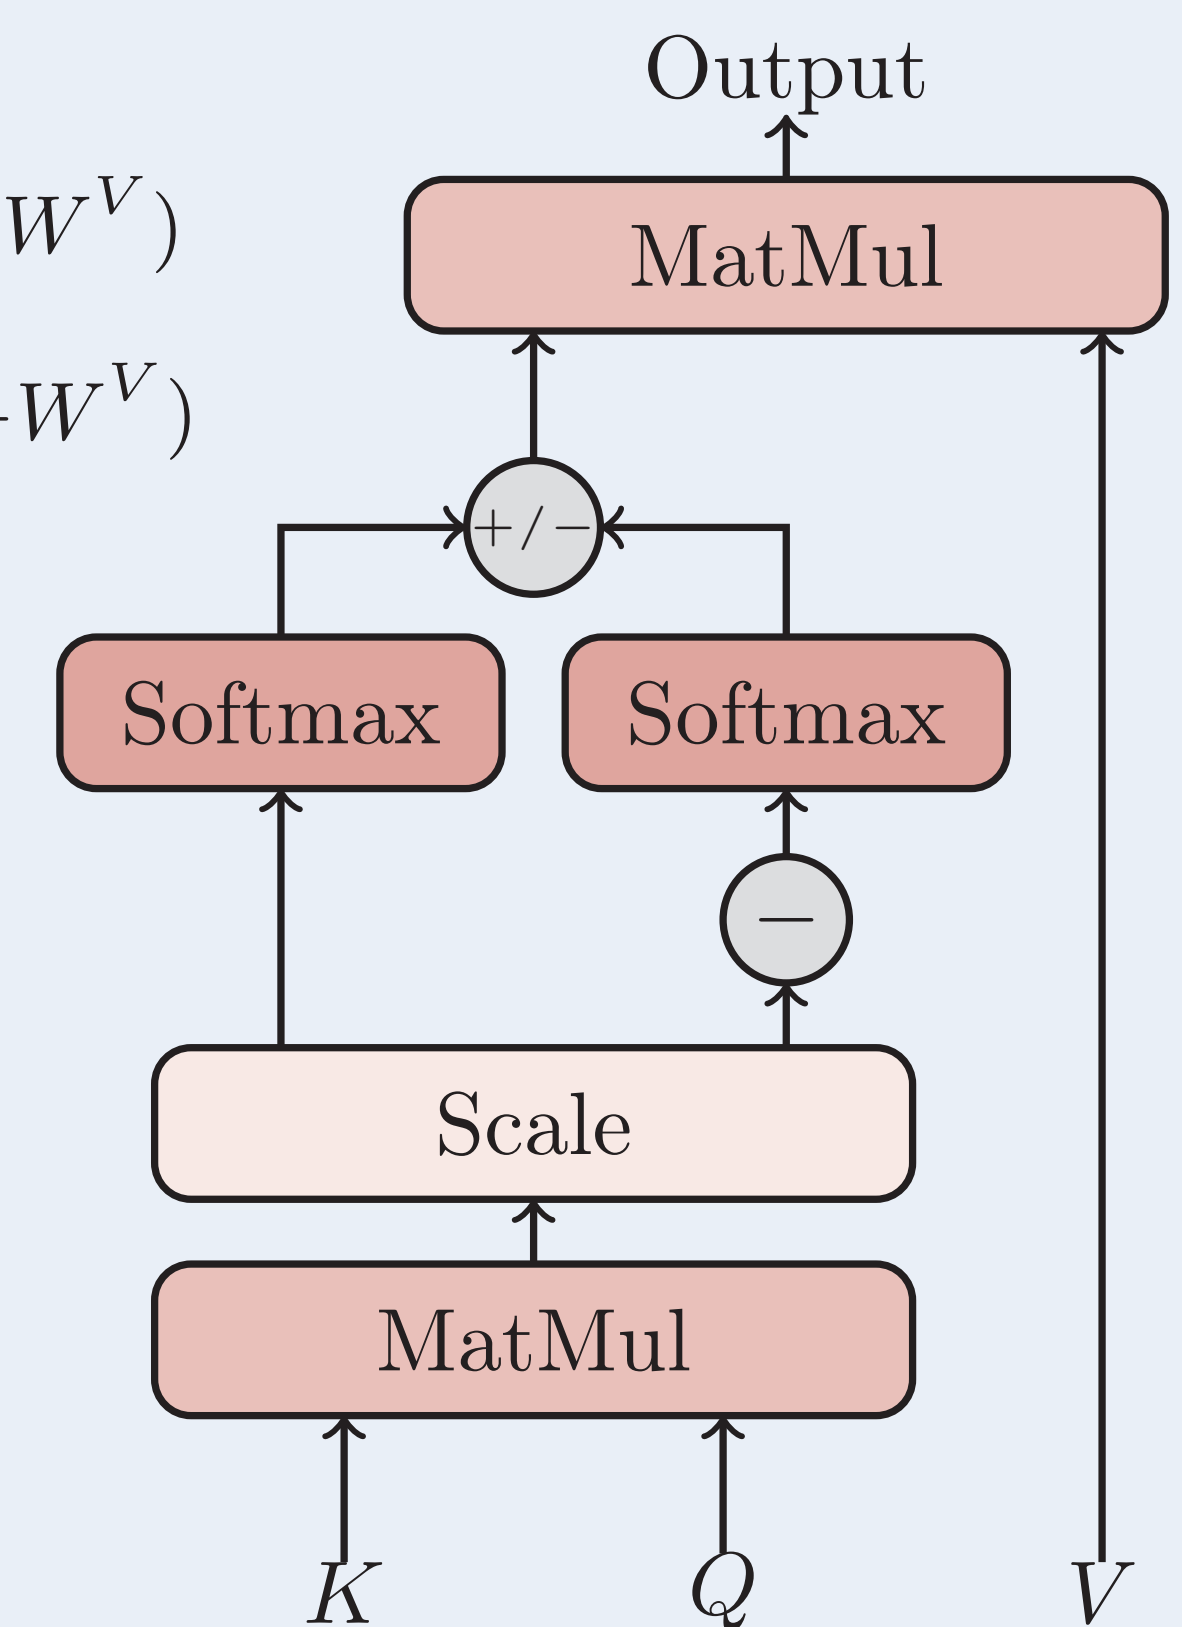 Output
W^V)
MatMul
-W^V)
+/−
Softmax Softmax
−
Scale
MatMul
K Q V